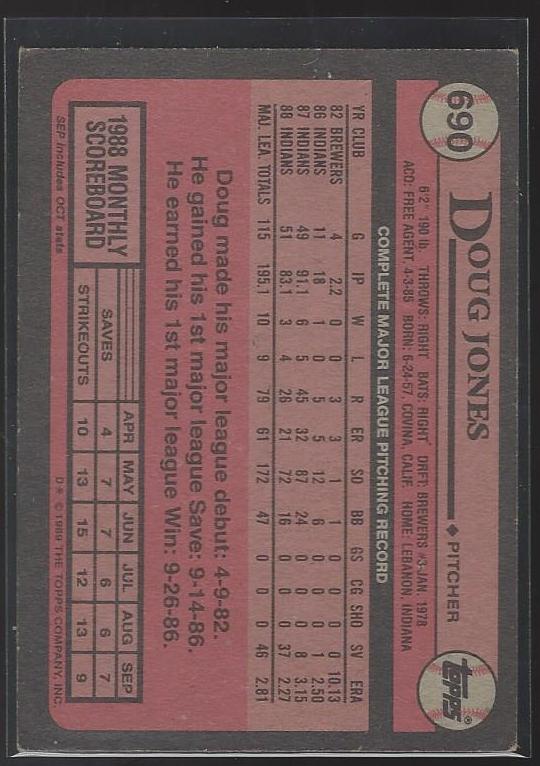 690
DOUG JONES ◆ PITCHER
topps®
6'2" 190 lb. THROWS: RIGHT BATS: RIGHT DRFT: BREWERS #3-JAN. 1978
ACQ: FREE AGENT, 4-3-85 BORN: 6-24-57, COVINA, CALIF. HOME: LEBANON, INDIANA
COMPLETE MAJOR LEAGUE PITCHING RECORD
YR CLUB G IP W L R ER SO BB GS CG SHO SV ERA
82 BREWERS 4 2.2 0 0 3 3 1 1 0 0 0 0 10.13
86 INDIANS 11 18 1 0 5 5 12 6 0 0 0 1 2.50
87 INDIANS 49 91.1 6 5 45 32 87 24 0 0 0 8 3.15
88 INDIANS 51 83.1 3 4 26 21 72 16 0 0 0 37 2.27
MAJ. LEA. TOTALS 115 195.1 10 9 79 61 172 47 0 0 0 46 2.81
Doug made his major league debut: 4-9-82.
He gained his 1st major league Save: 9-14-86.
He earned his 1st major league Win: 9-26-86.
1988 MONTHLY
SCOREBOARD
APR MAY JUN JUL AUG SEP
SAVES 4 7 7 6 6 7
STRIKEOUTS 10 13 15 12 13 9
SEP includes OCT stats
D* © 1989 THE TOPPS COMPANY, INC.